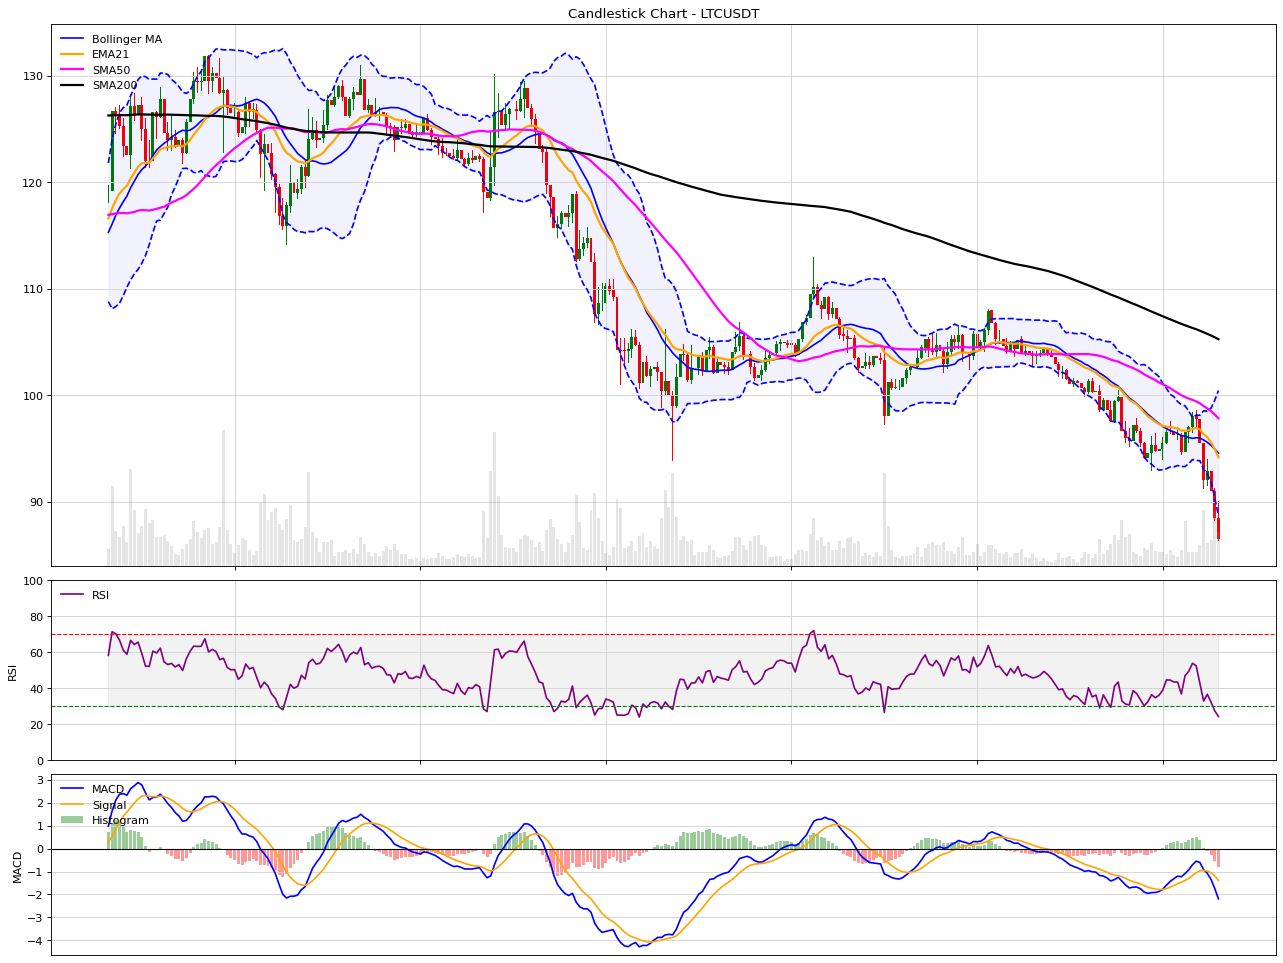 Candlestick Chart - LTCUSDT
Bollinger MA
EMA21
SMA50
SMA200
130
120
110
100
90
RSI
100
80
60
40
20
0
RSI
MACD
Signal
Histogram
3
2
1
0
−1
−2
−3
−4
MACD